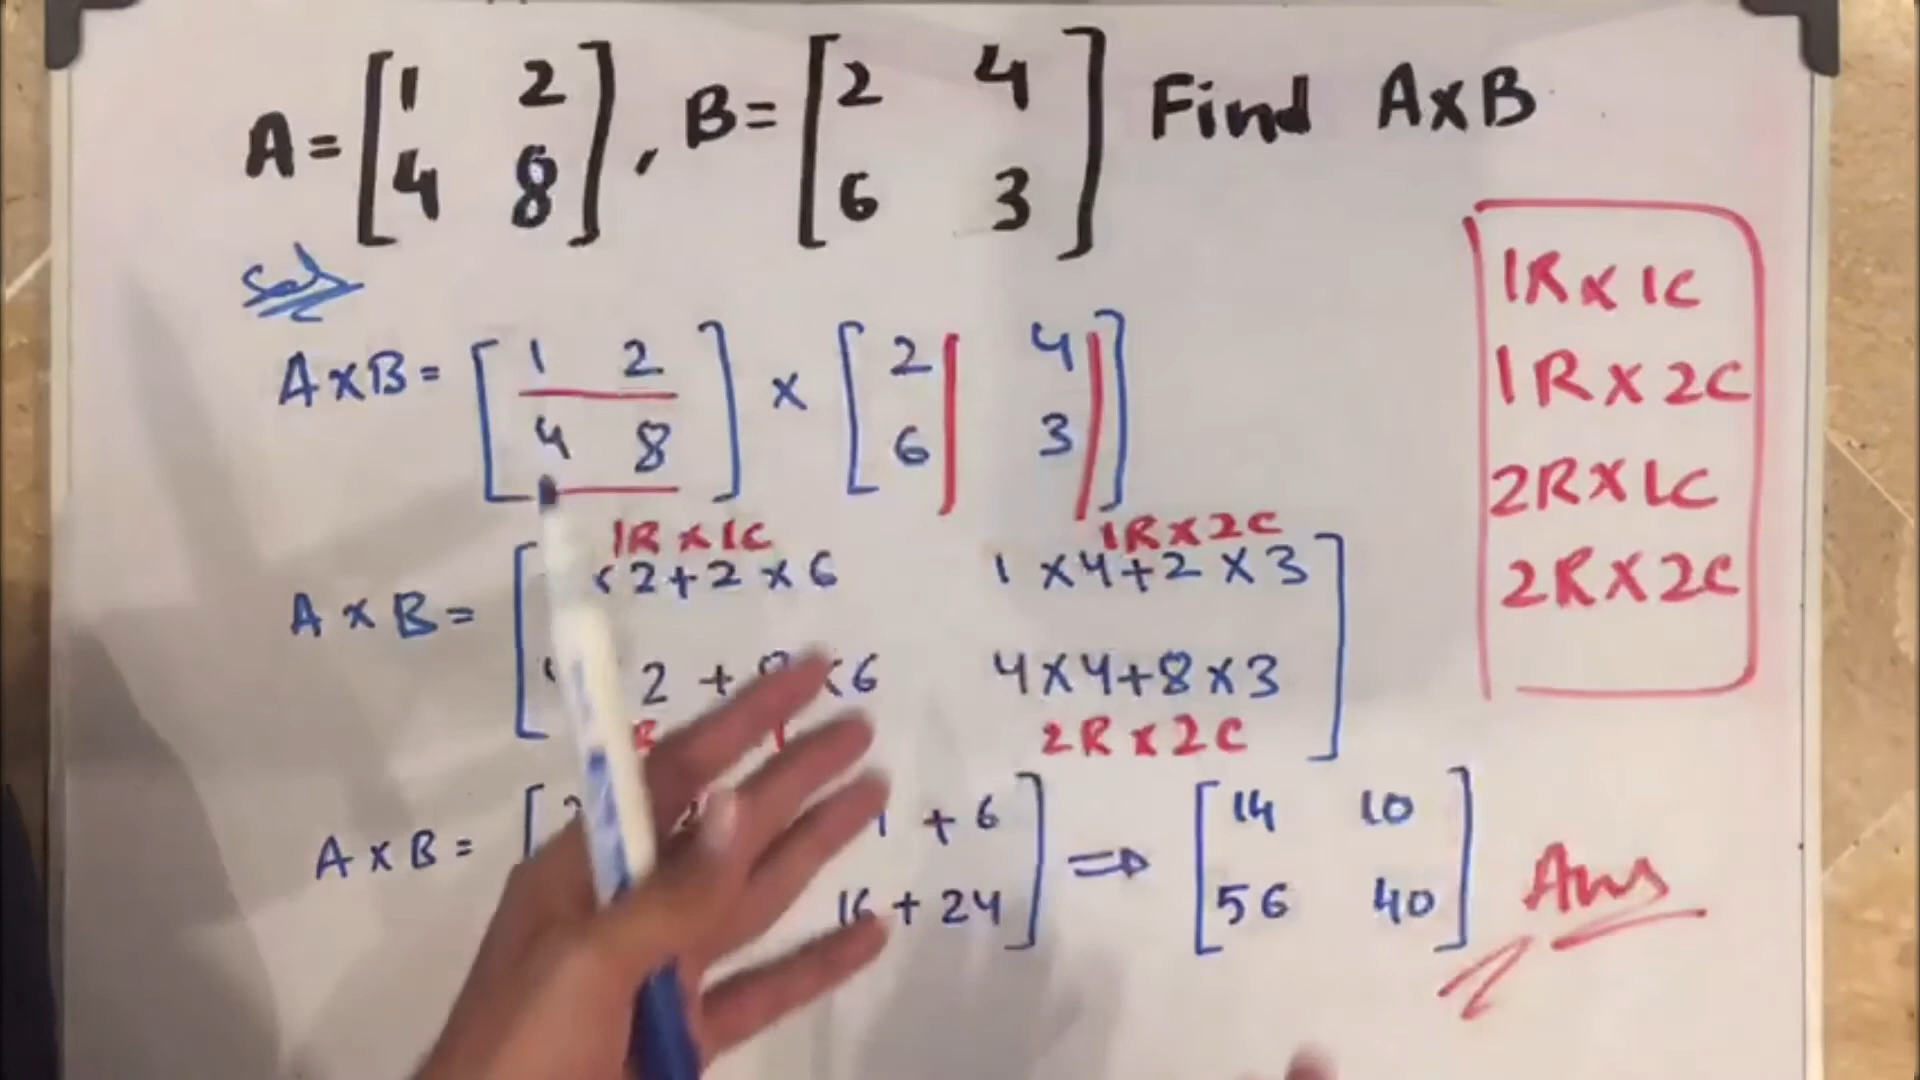 A = [1 2 4 8], B = [2 4 6 3] Find A×B
Sol
A×B = [1 2 4 8] × [2 4 6 3]
1R×1C 1R×2C
2+2×6 1×4+2×3
A×B =
2 + ×6 4×4+8×3
2R×2C
A×B = [ + 6 16+24] ⇒ [14 10 56 40] Ans
1R×1C
1R×2C
2R×1C
2R×2C